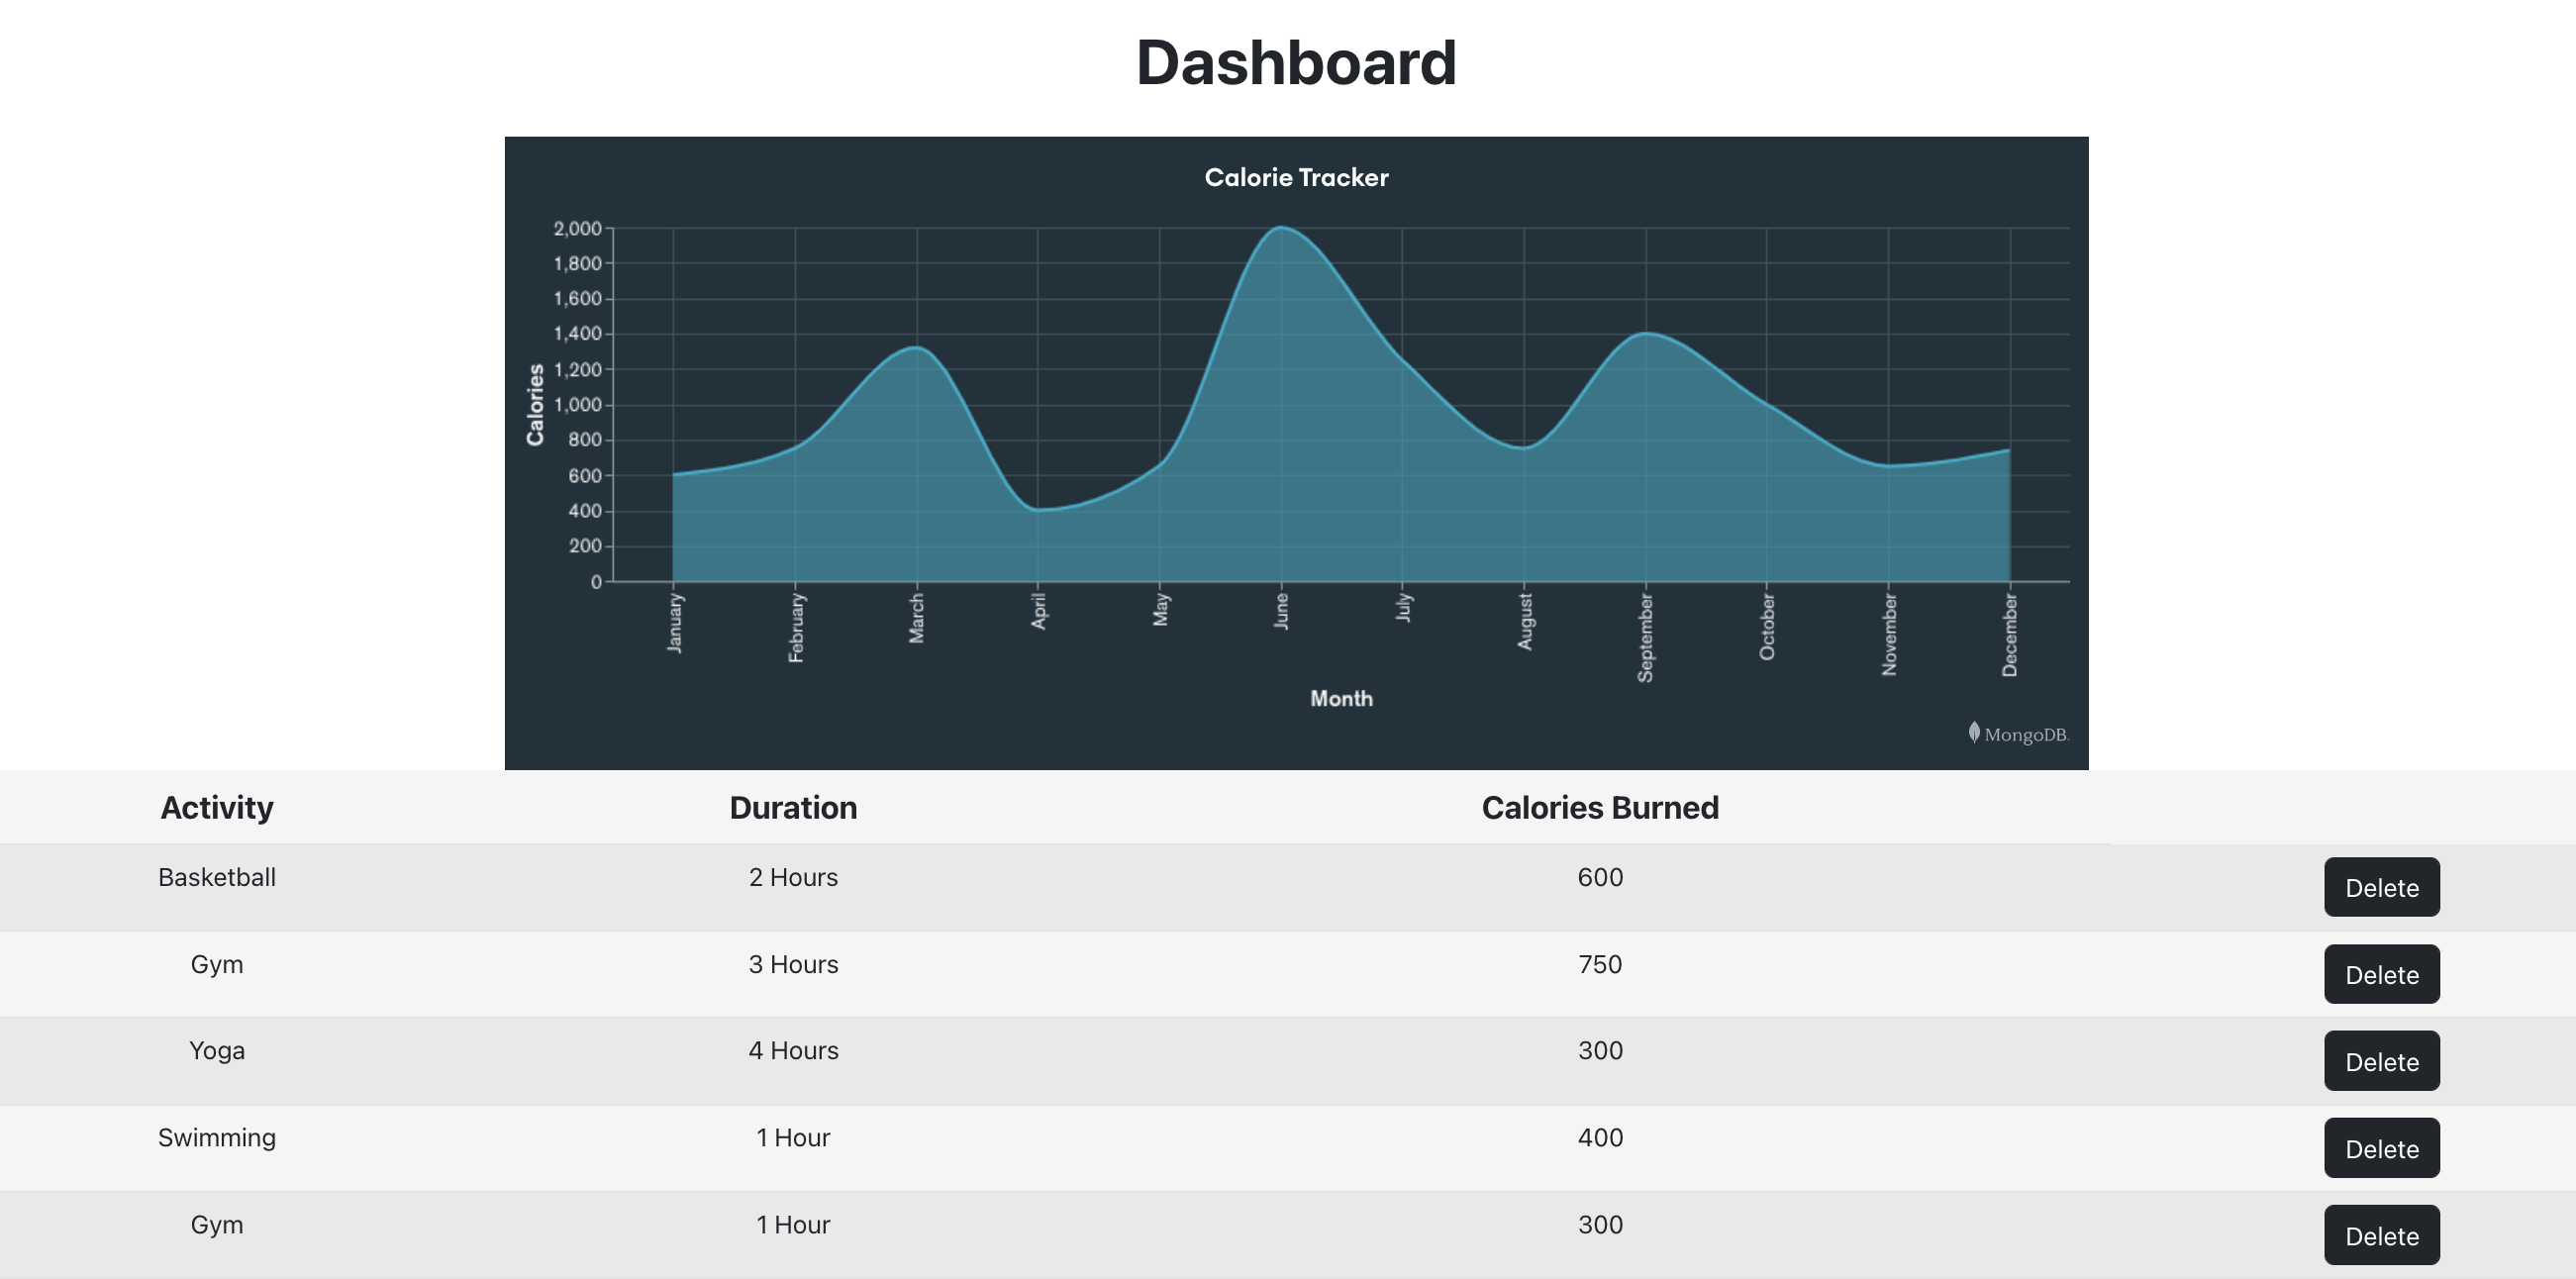 Dashboard
Calorie Tracker
2,000
1,800
1,600
1,400
1,200
1,000
800
600
400
200
0
Calories
January
February
March
April
May
June
July
August
September
October
November
December
Month
MongoDB.
Activity Duration Calories Burned
Basketball 2 Hours 600 Delete
Gym 3 Hours 750 Delete
Yoga 4 Hours 300 Delete
Swimming 1 Hour 400 Delete
Gym 1 Hour 300 Delete